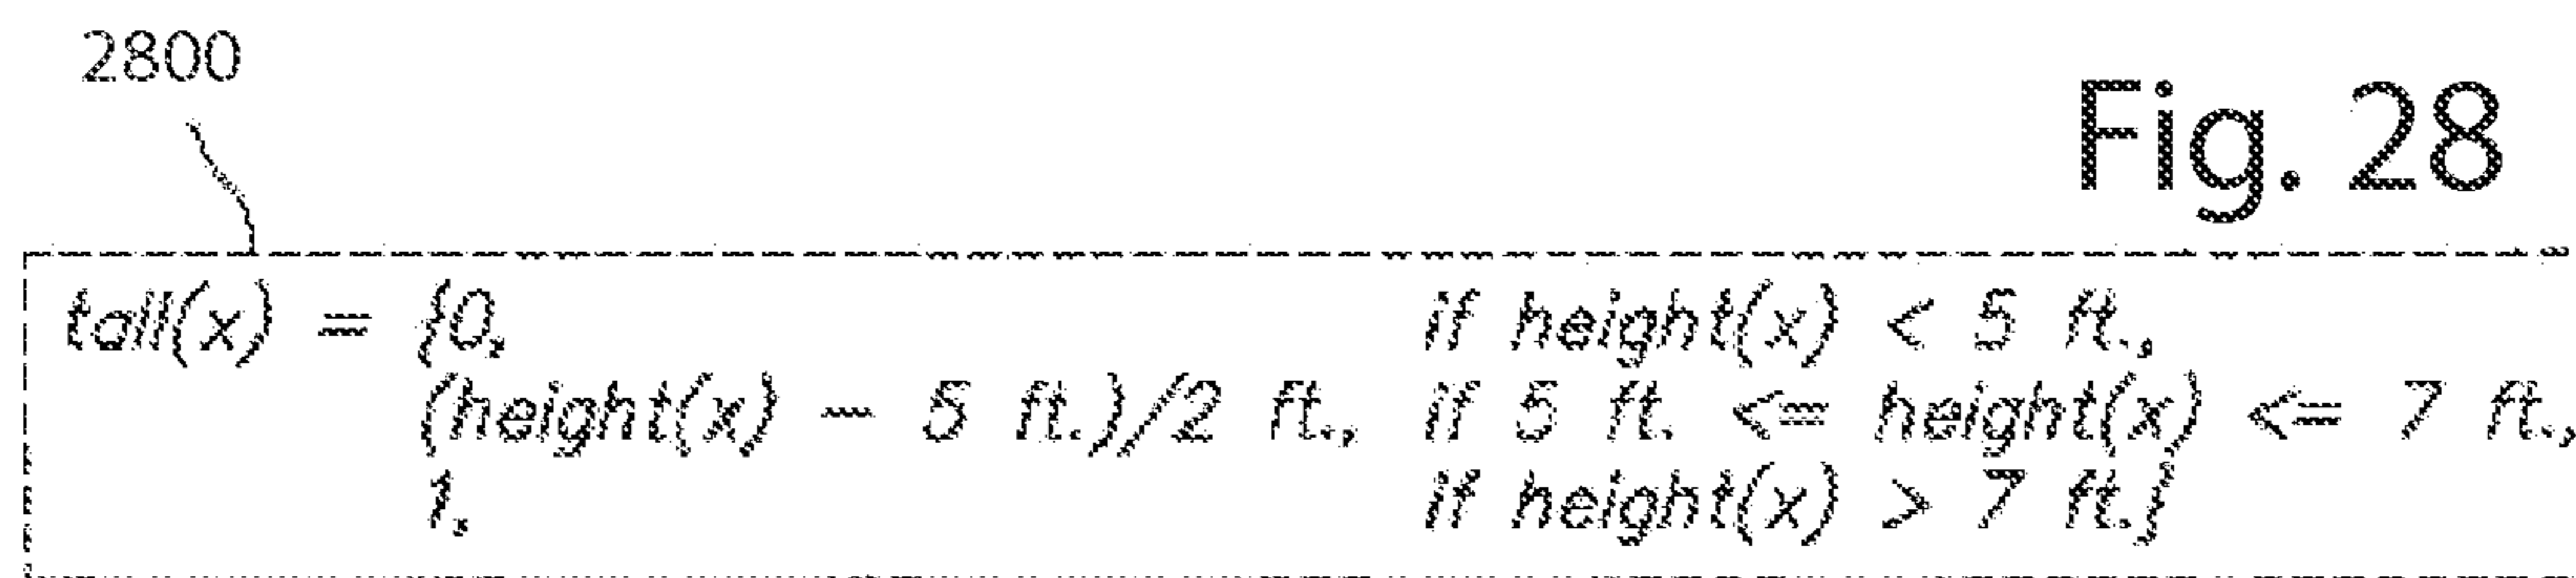 2800
Fig. 28
tall(x) = {0, if height(x) < 5 ft.,
(height(x) – 5 ft.)/2 ft., if 5 ft. <= height(x) <= 7 ft.,
1, if height(x) > 7 ft.}